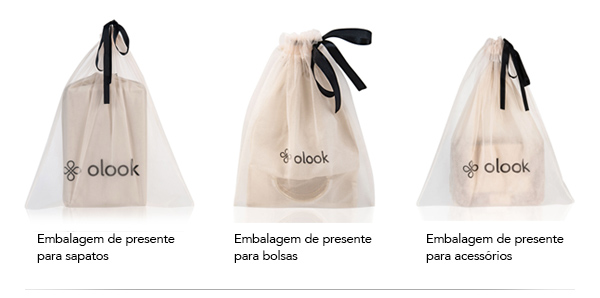 olook
olook
olook
Embalagem de presente
para sapatos
Embalagem de presente
para bolsas
Embalagem de presente
para acessórios